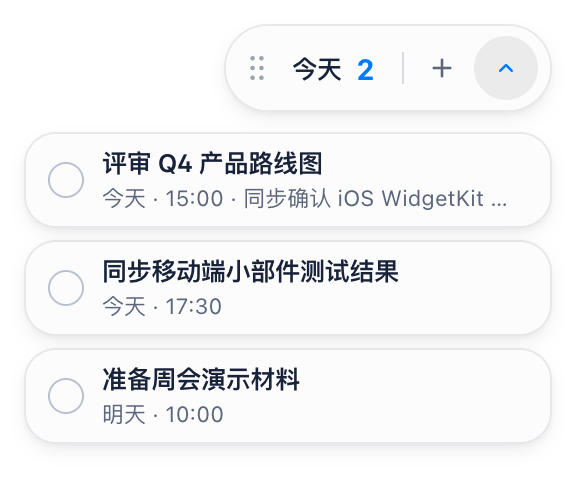 今天 2
评审 Q4 产品路线图
今天 · 15:00 · 同步确认 iOS WidgetKit ...
同步移动端小部件测试结果
今天 · 17:30
准备周会演示材料
明天 · 10:00